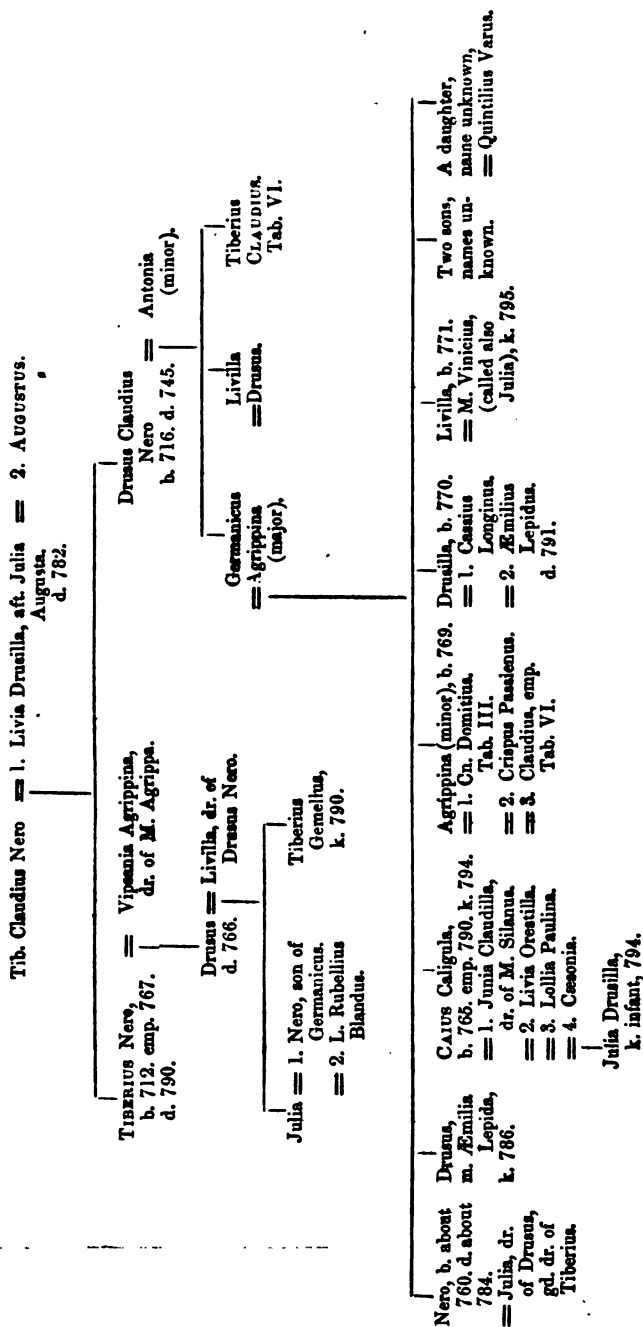 Tib. Claudius Nero = 1. Livia Drusilla, aft. Julia = 2. AUGUSTUS.
Augusta.
d. 782.
TIBERIUS Nero,
b. 712. emp. 767.
d. 790.
= Vipsania Agrippina,
dr. of M. Agrippa.
Drusus Claudius
Nero
b. 716. d. 745.
= Antonia
(minor).
Drusus = Livilla, dr. of
d. 766. Drusus Nero.
Germanicus
= Agrippina
(major).
Livilla
= Drusus.
Tiberius
CLAUDIUS.
Tab. VI.
Julia = 1. Nero, son of
Germanicus.
= 2. L. Rubellius
Blandus.
Tiberius
Gemellus,
k. 790.
Nero, b. about
760. d. about
784.
= Julia, dr.
of Drusus,
gd. dr. of
Tiberius.
Drusus,
m. Æmilia
Lepida,
k. 786.
CAIUS Caligula,
b. 765. emp. 790. k. 794.
= 1. Junia Claudilla,
dr. of M. Silanus.
= 2. Livia Orestilla.
= 3. Lollia Paulina.
= 4. Cæsonia.
Julia Drusilla,
k. infant, 794.
Agrippina (minor), b. 769.
= 1. Cn. Domitius.
Tab. III.
= 2. Crispus Passienus.
= 3. Claudius, emp.
Tab. VI.
Drusilla, b. 770.
= 1. Cassius
Longinus.
= 2. Æmilius
Lepidus.
d. 791.
Livilla, b. 771.
= M. Vinicius,
(called also
Julia), k. 795.
Two sons,
names un-
known.
A daughter,
name unknown,
= Quintilius Varus.